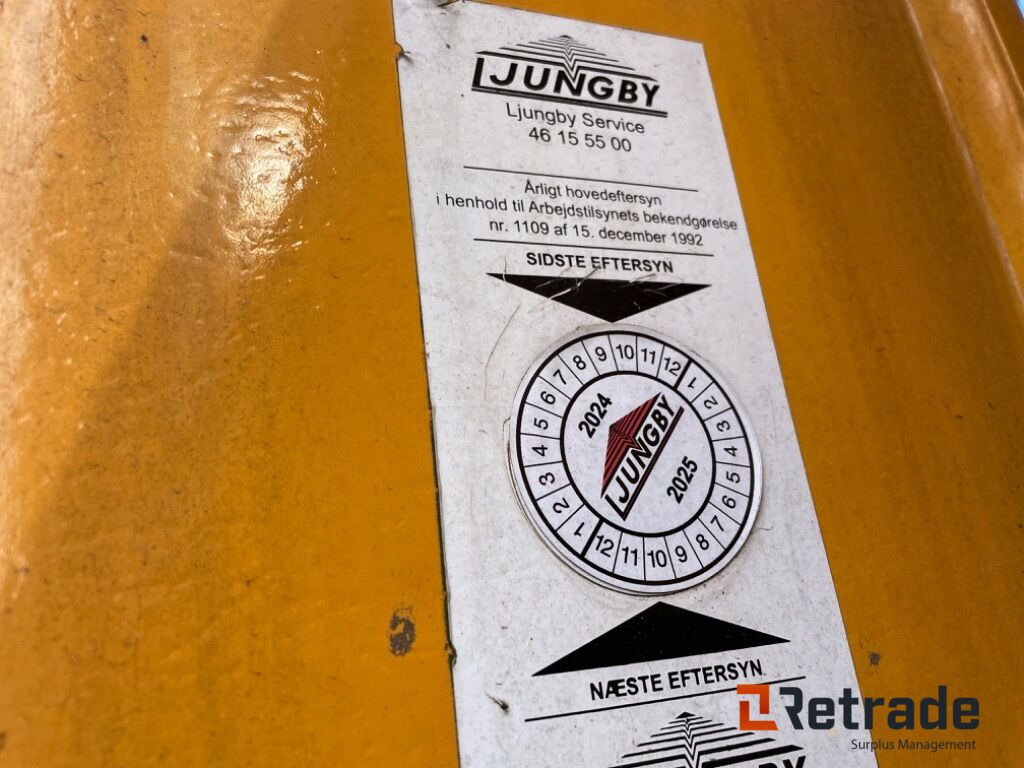 LJUNGBY
Ljungby Service
46 15 55 00
Årligt hovedeftersyn
i henhold til Arbejdstilsynets bekendgørelse
nr. 1109 af 15. december 1992
SIDSTE EFTERSYN
1 2 3 4 5 6 7 8 9 10 11 12
2024
LJUNGBY
2025
1 2 3 4 5 6 7 8 9 10 11 12
NÆSTE EFTERSYN
LJUNGBY
Retrade
Surplus Management